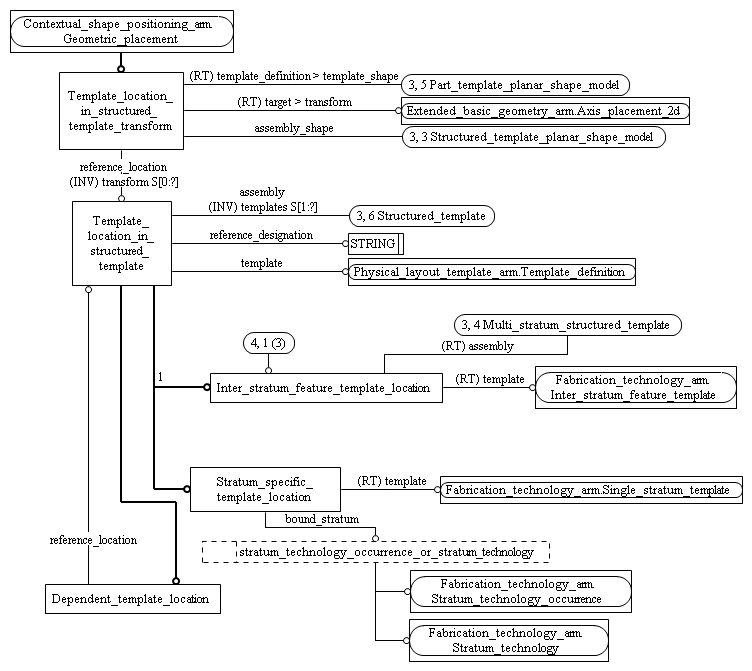 Contextual_shape_positioning_arm.
Geometric_placement
Template_location_
in_structured_
template_transform
(RT) template_definition > template_shape
3, 5 Part_template_planar_shape_model
(RT) target > transform
Extended_basic_geometry_arm.Axis_placement_2d
assembly_shape
3, 3 Structured_template_planar_shape_model
reference_location
(INV) transform S[0:?]
Template_
location_in_
structured_
template
assembly
(INV) templates S[1:?]
3, 6 Structured_template
reference_designation
STRING
template
Physical_layout_template_arm.Template_definition
4, 1 (3)
3, 4 Multi_stratum_structured_template
(RT) assembly
1
Inter_stratum_feature_template_location
(RT) template
Fabrication_technology_arm.
Inter_stratum_feature_template
Stratum_specific_
template_location
(RT) template
Fabrication_technology_arm.Single_stratum_template
bound_stratum
stratum_technology_occurrence_or_stratum_technology
reference_location
Fabrication_technology_arm.
Stratum_technology_occurrence
Dependent_template_location
Fabrication_technology_arm.
Stratum_technology